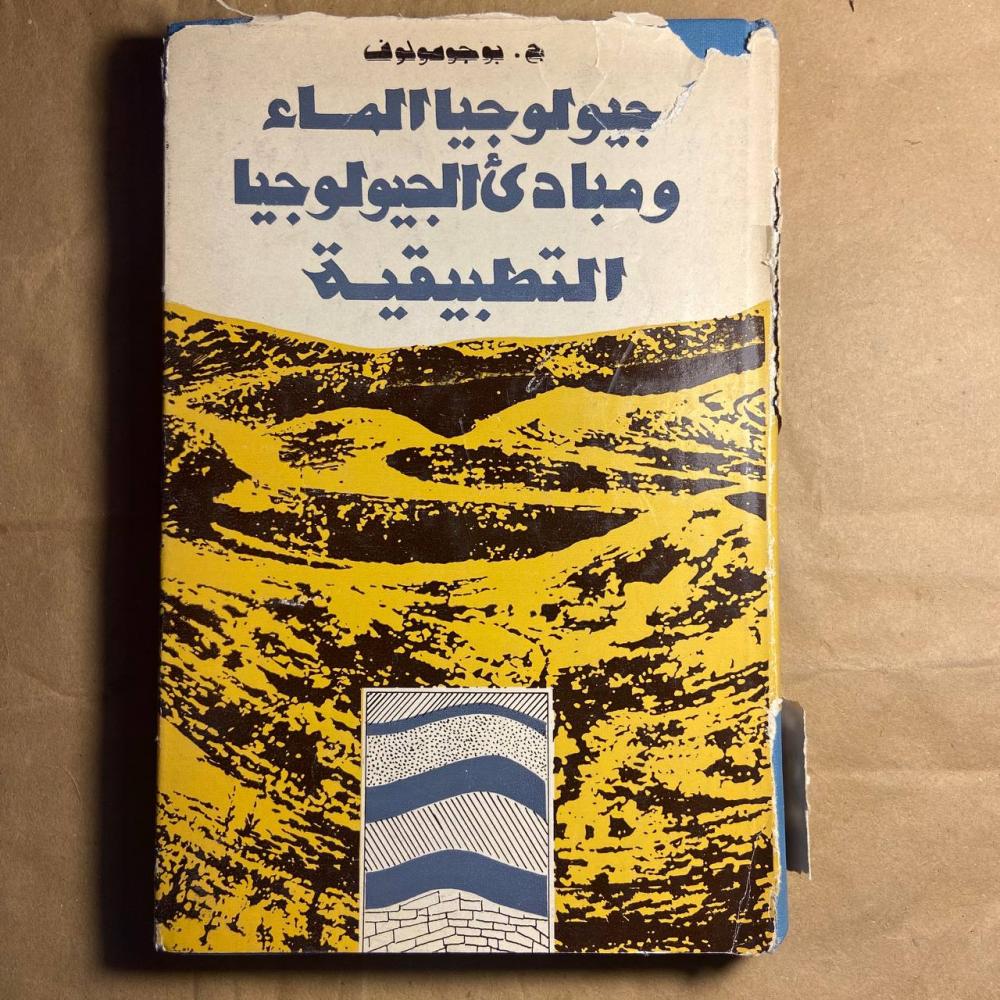 ج. بوجومولوف
جيولوجيا الماء
ومبادئ الجيولوجيا
التطبيقية